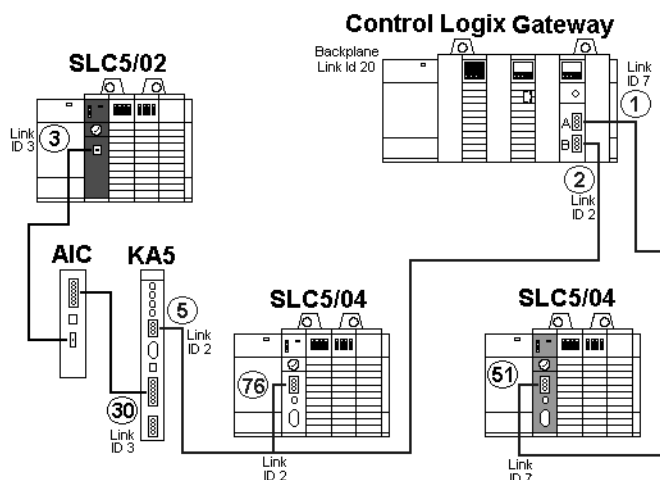 Control Logix Gateway
Backplane
Link Id 20
Link
ID 7
1
A
B
2
Link
ID 2
SLC5/02
Link
ID 3
3
AIC
KA5
5
Link
ID 2
30
Link
ID 3
SLC5/04
76
Link
ID 2
SLC5/04
51
Link
ID 7